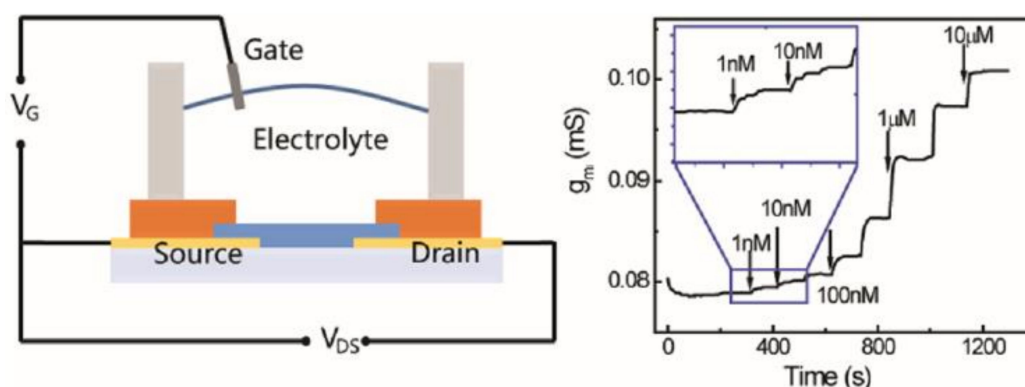 Gate
V_G
Electrolyte
Source
Drain
V_DS
g_mi (mS)
0.10
0.09
0.08
1nM
10nM
10μM
1μM
10nM
1nM
100nM
0
400
800
1200
Time (s)